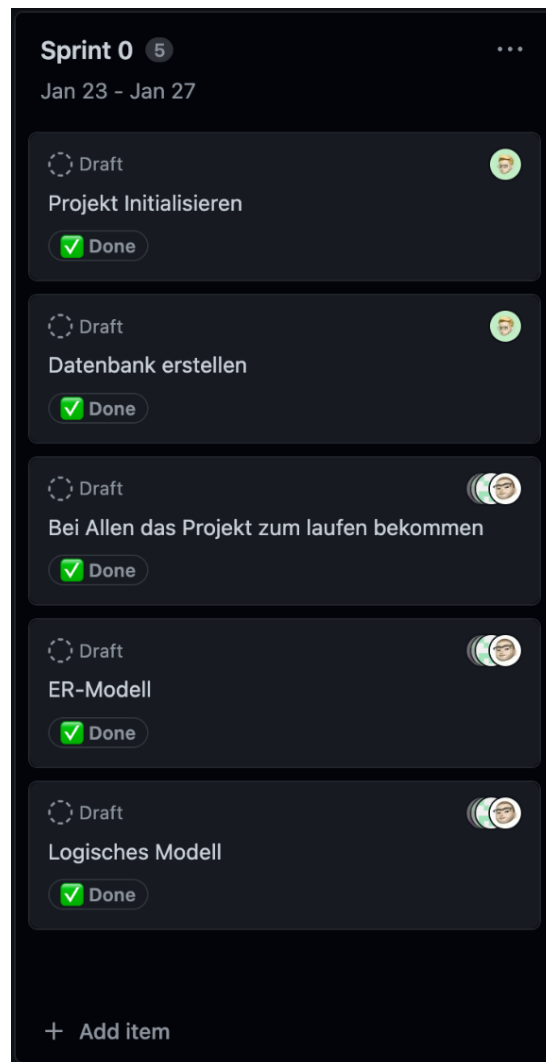 Sprint 0 5
Jan 23 - Jan 27
Draft
Projekt Initialisieren
✅ Done
Draft
Datenbank erstellen
✅ Done
Draft
Bei Allen das Projekt zum laufen bekommen
✅ Done
Draft
ER-Modell
✅ Done
Draft
Logisches Modell
✅ Done
+ Add item